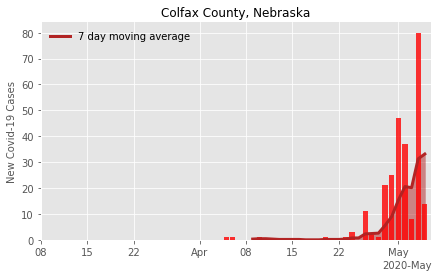 Colfax County, Nebraska
7 day moving average
New Covid-19 Cases
80
70
60
50
40
30
20
10
0
08 15 22 Apr 08 15 22 May
08
2020-May